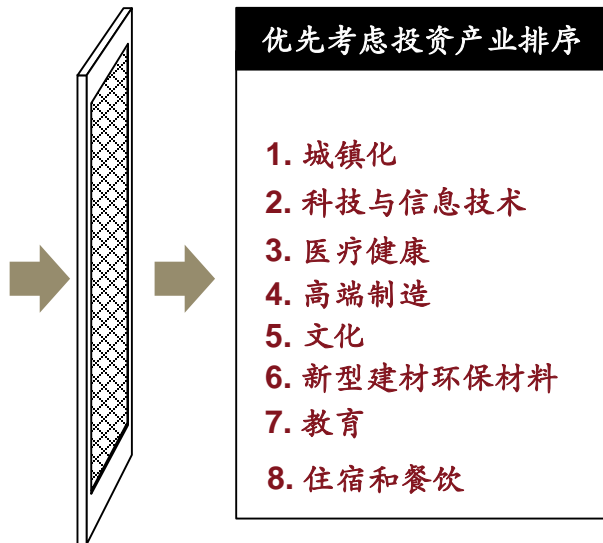 优先考虑投资产业排序
1. 城镇化
2. 科技与信息技术
3. 医疗健康
4. 高端制造
5. 文化
6. 新型建材环保材料
7. 教育
8. 住宿和餐饮